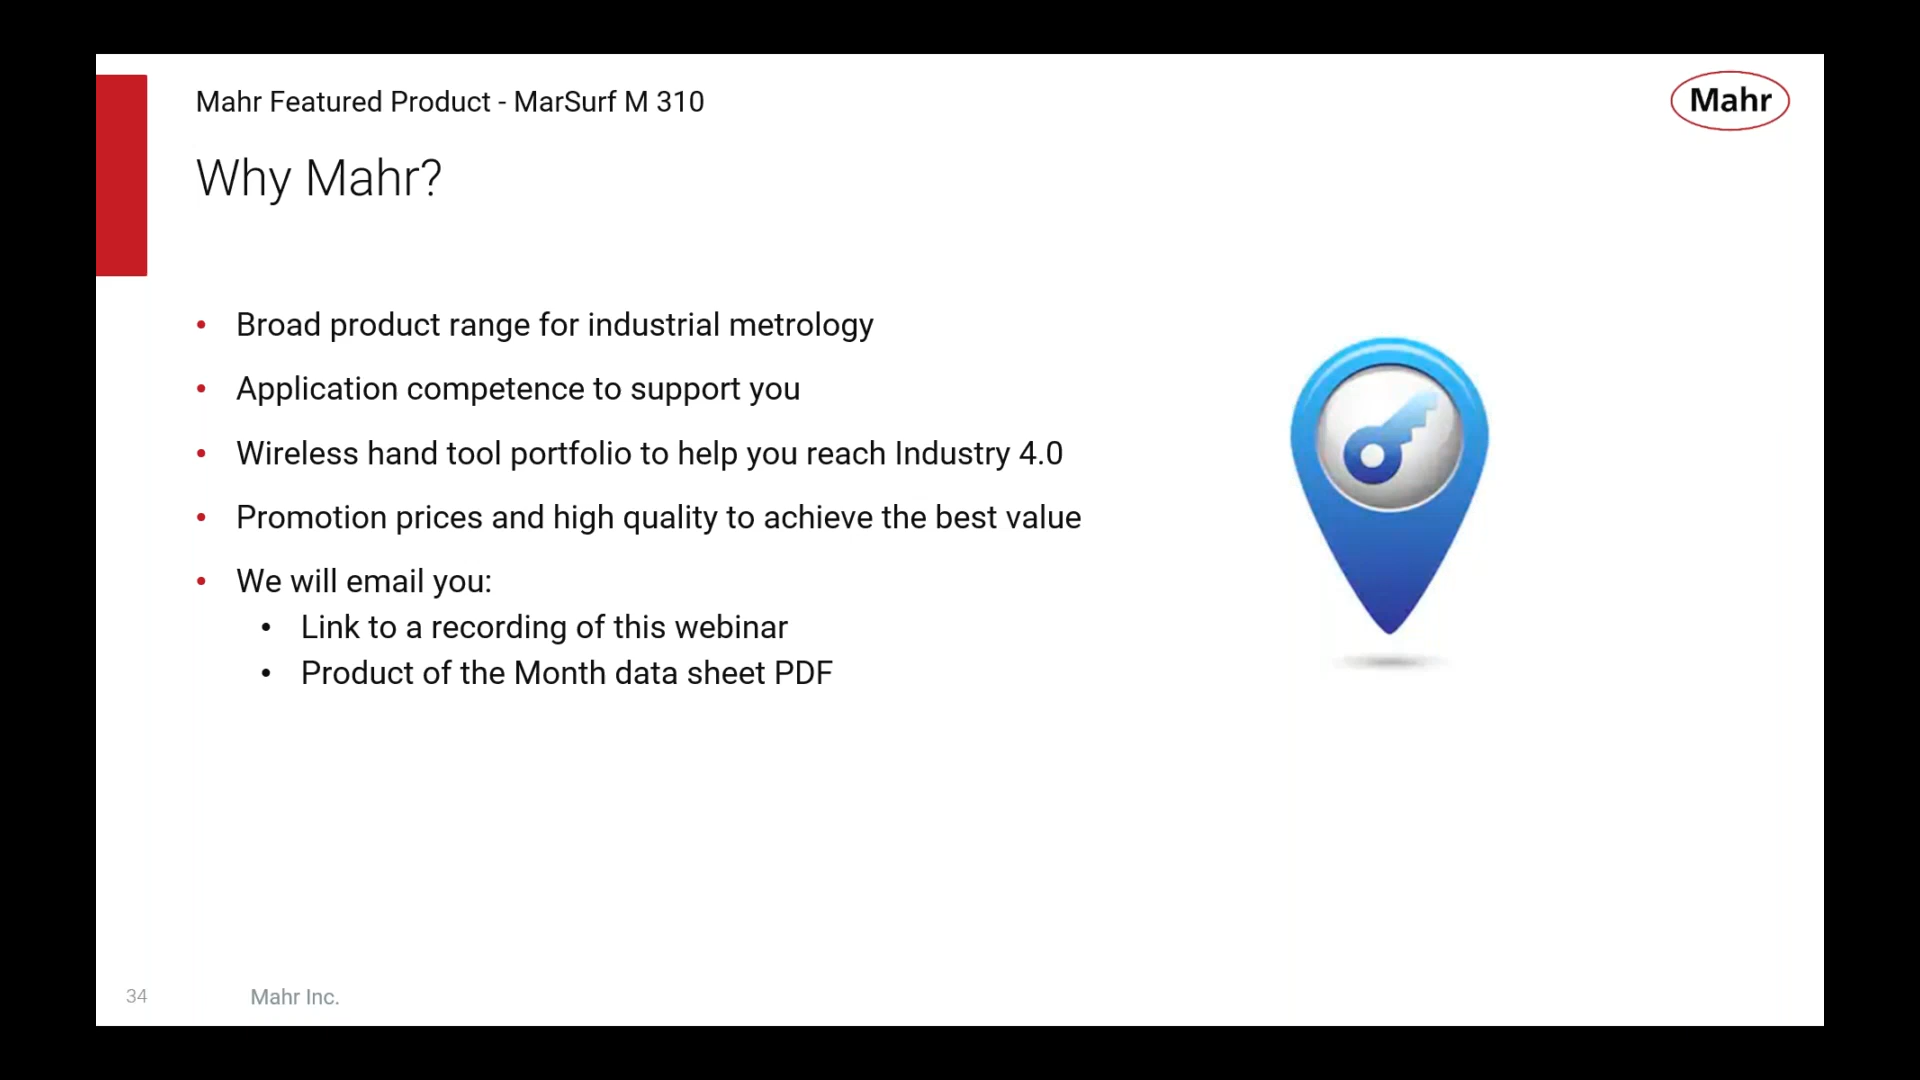 Mahr Featured Product - MarSurf M 310
Mahr
Why Mahr?
• Broad product range for industrial metrology
• Application competence to support you
• Wireless hand tool portfolio to help you reach Industry 4.0
• Promotion prices and high quality to achieve the best value
• We will email you:
• Link to a recording of this webinar
• Product of the Month data sheet PDF
34 Mahr Inc.